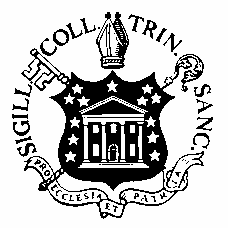 SIGILL. COLL. TRIN. SANC.
PRO ECCLESIA ET PATRIA